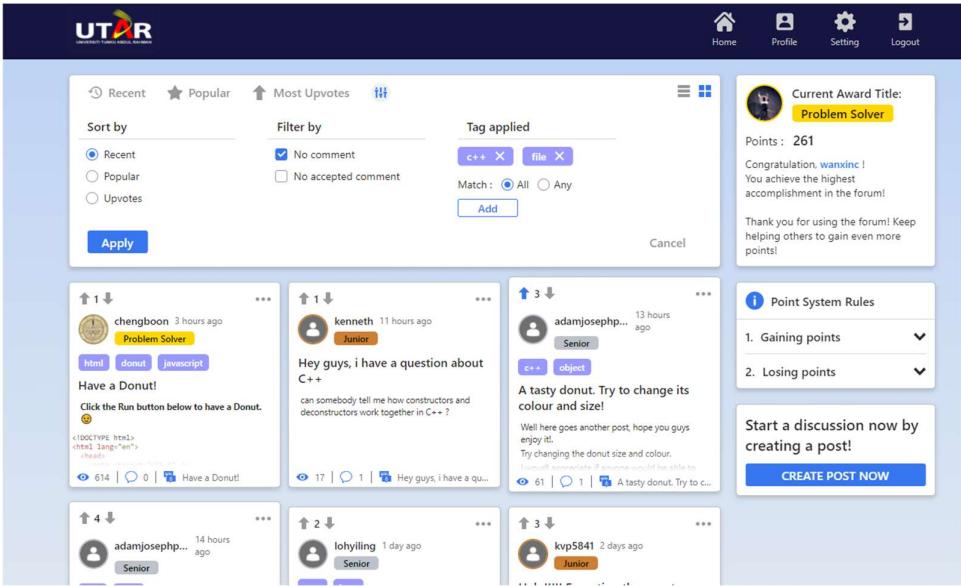 UTAR
UNIVERSITI TUNKU ABDUL RAHMAN
Home
Profile
Setting
Logout
Recent
Popular
Most Upvotes
Sort by
Recent
Popular
Upvotes
Filter by
No comment
No accepted comment
Tag applied
c++ ✕ file ✕
Match : All Any
Add
Apply
Cancel
Current Award Title:
Problem Solver
Points : 261
Congratulation, wanxinc !
You achieve the highest
accomplishment in the forum!
Thank you for using the forum! Keep
helping others to gain even more
points!
1
chengboon 3 hours ago
Problem Solver
html donut javascript
Have a Donut!
Click the Run button below to have a Donut.
<!DOCTYPE html>
<html lang="en">
<head>
614 | 0 | Have a Donut!
1
kenneth 11 hours ago
Junior
Hey guys, i have a question about
C++
can somebody tell me how constructors and
deconstructors work together in C++ ?
17 | 1 | Hey guys, i have a qu...
3
adamjosephp... 13 hours
ago
Senior
c++ object
A tasty donut. Try to change its
colour and size!
Well here goes another post, hope you guys
enjoy it!.
Try changing the donut size and colour.
61 | 1 | A tasty donut. Try to c...
i Point System Rules
1. Gaining points
2. Losing points
Start a discussion now by
creating a post!
CREATE POST NOW
4
adamjosephp... 14 hours
ago
Senior
2
lohyiling 1 day ago
Senior
3
kvp5841 2 days ago
Junior